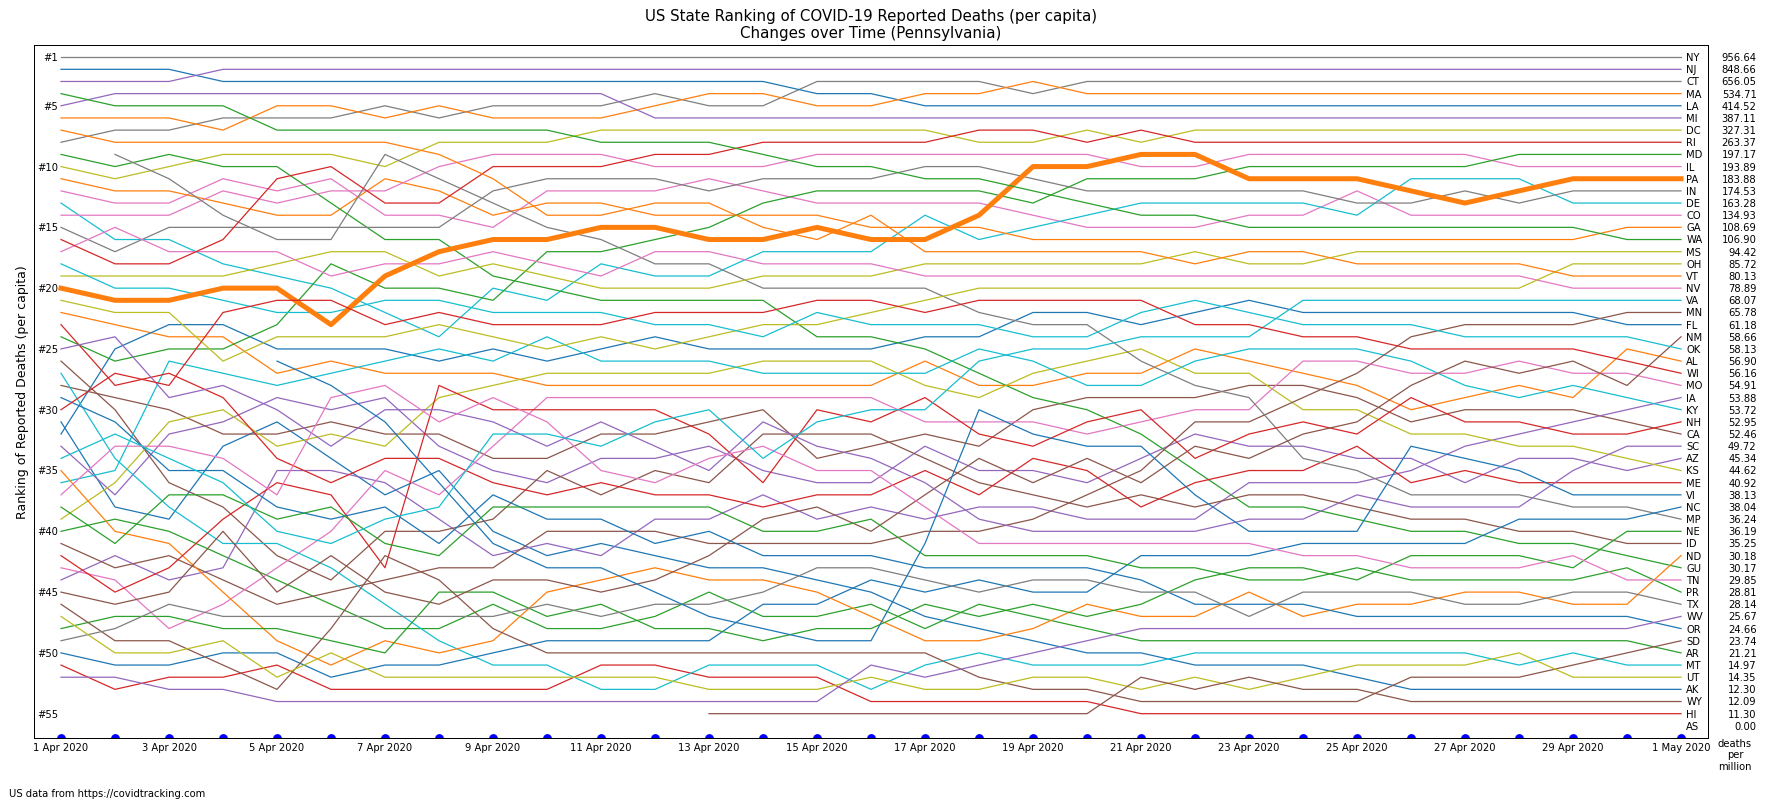 US State Ranking of COVID-19 Reported Deaths (per capita)
Changes over Time (Pennsylvania)
Ranking of Reported Deaths (per capita)
#1
#5
#10
#15
#20
#25
#30
#35
#40
#45
#50
#55
NY 956.64
NJ 848.66
CT 656.05
MA 534.71
LA 414.52
MI 387.11
DC 327.31
RI 263.37
MD 197.17
IL 193.89
PA 183.88
IN 174.53
DE 163.28
CO 134.93
GA 108.69
WA 106.90
MS 94.42
OH 85.72
VT 80.13
NV 78.89
VA 68.07
MN 65.78
FL 61.18
NM 58.66
OK 58.13
AL 56.90
WI 56.16
MO 54.91
IA 53.88
KY 53.72
NH 52.95
CA 52.46
SC 49.72
AZ 45.34
KS 44.62
ME 40.92
VI 38.13
NC 38.04
MP 36.24
NE 36.19
ID 35.25
ND 30.18
GU 30.17
TN 29.85
PR 28.81
TX 28.14
WV 25.67
OR 24.66
SD 23.74
AR 21.21
MT 14.97
UT 14.35
AK 12.30
WY 12.09
HI 11.30
AS 0.00
1 Apr 2020 3 Apr 2020 5 Apr 2020 7 Apr 2020 9 Apr 2020 11 Apr 2020 13 Apr 2020 15 Apr 2020 17 Apr 2020 19 Apr 2020 21 Apr 2020 23 Apr 2020 25 Apr 2020 27 Apr 2020 29 Apr 2020 1 May 2020
deaths
per
million
US data from https://covidtracking.com